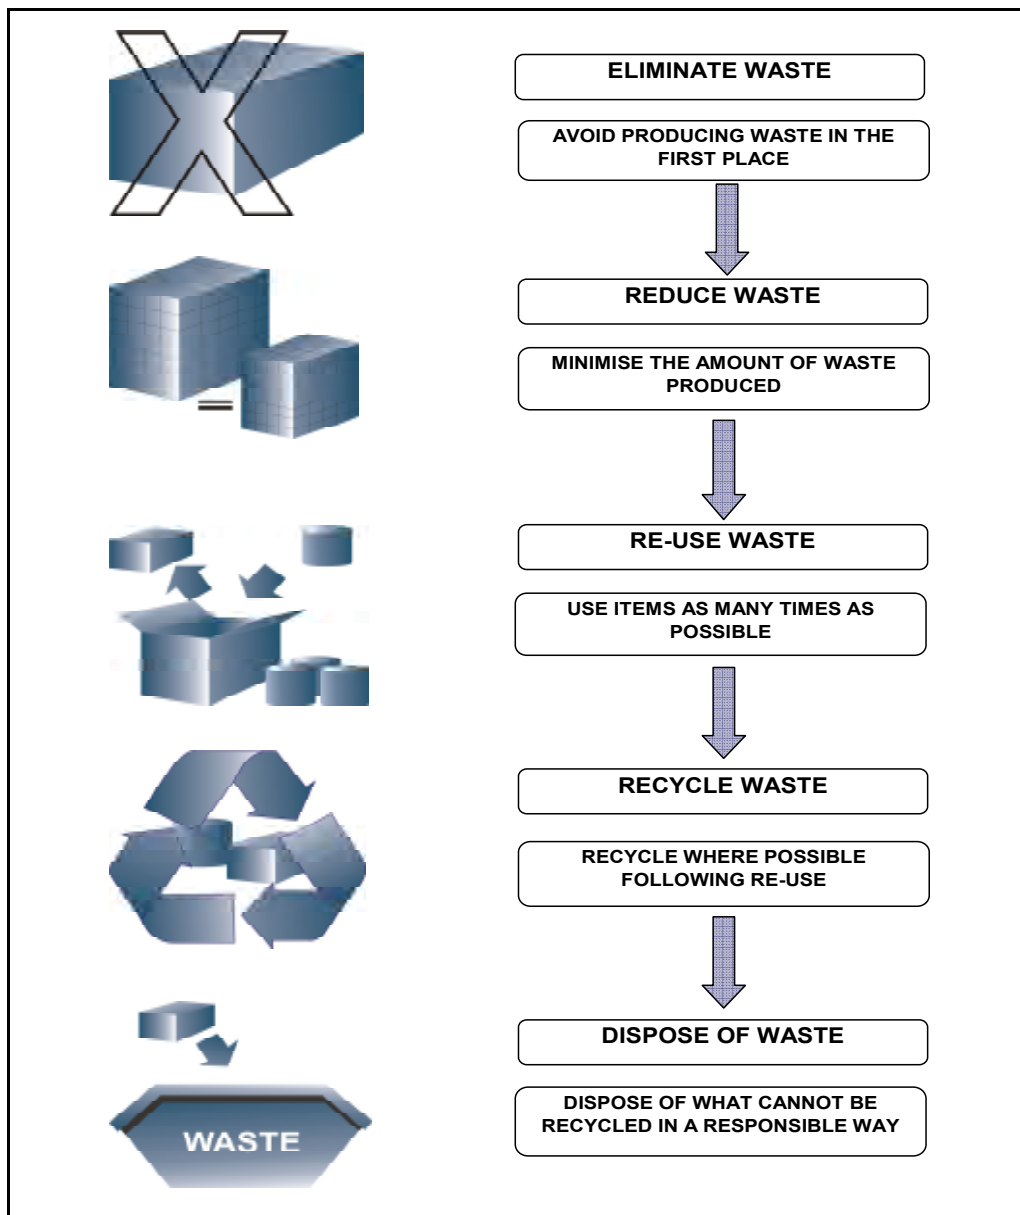 ELIMINATE WASTE
AVOID PRODUCING WASTE IN THE
FIRST PLACE
REDUCE WASTE
MINIMISE THE AMOUNT OF WASTE
PRODUCED
=
RE-USE WASTE
USE ITEMS AS MANY TIMES AS
POSSIBLE
RECYCLE WASTE
RECYCLE WHERE POSSIBLE
FOLLOWING RE-USE
DISPOSE OF WASTE
DISPOSE OF WHAT CANNOT BE
RECYCLED IN A RESPONSIBLE WAY
WASTE